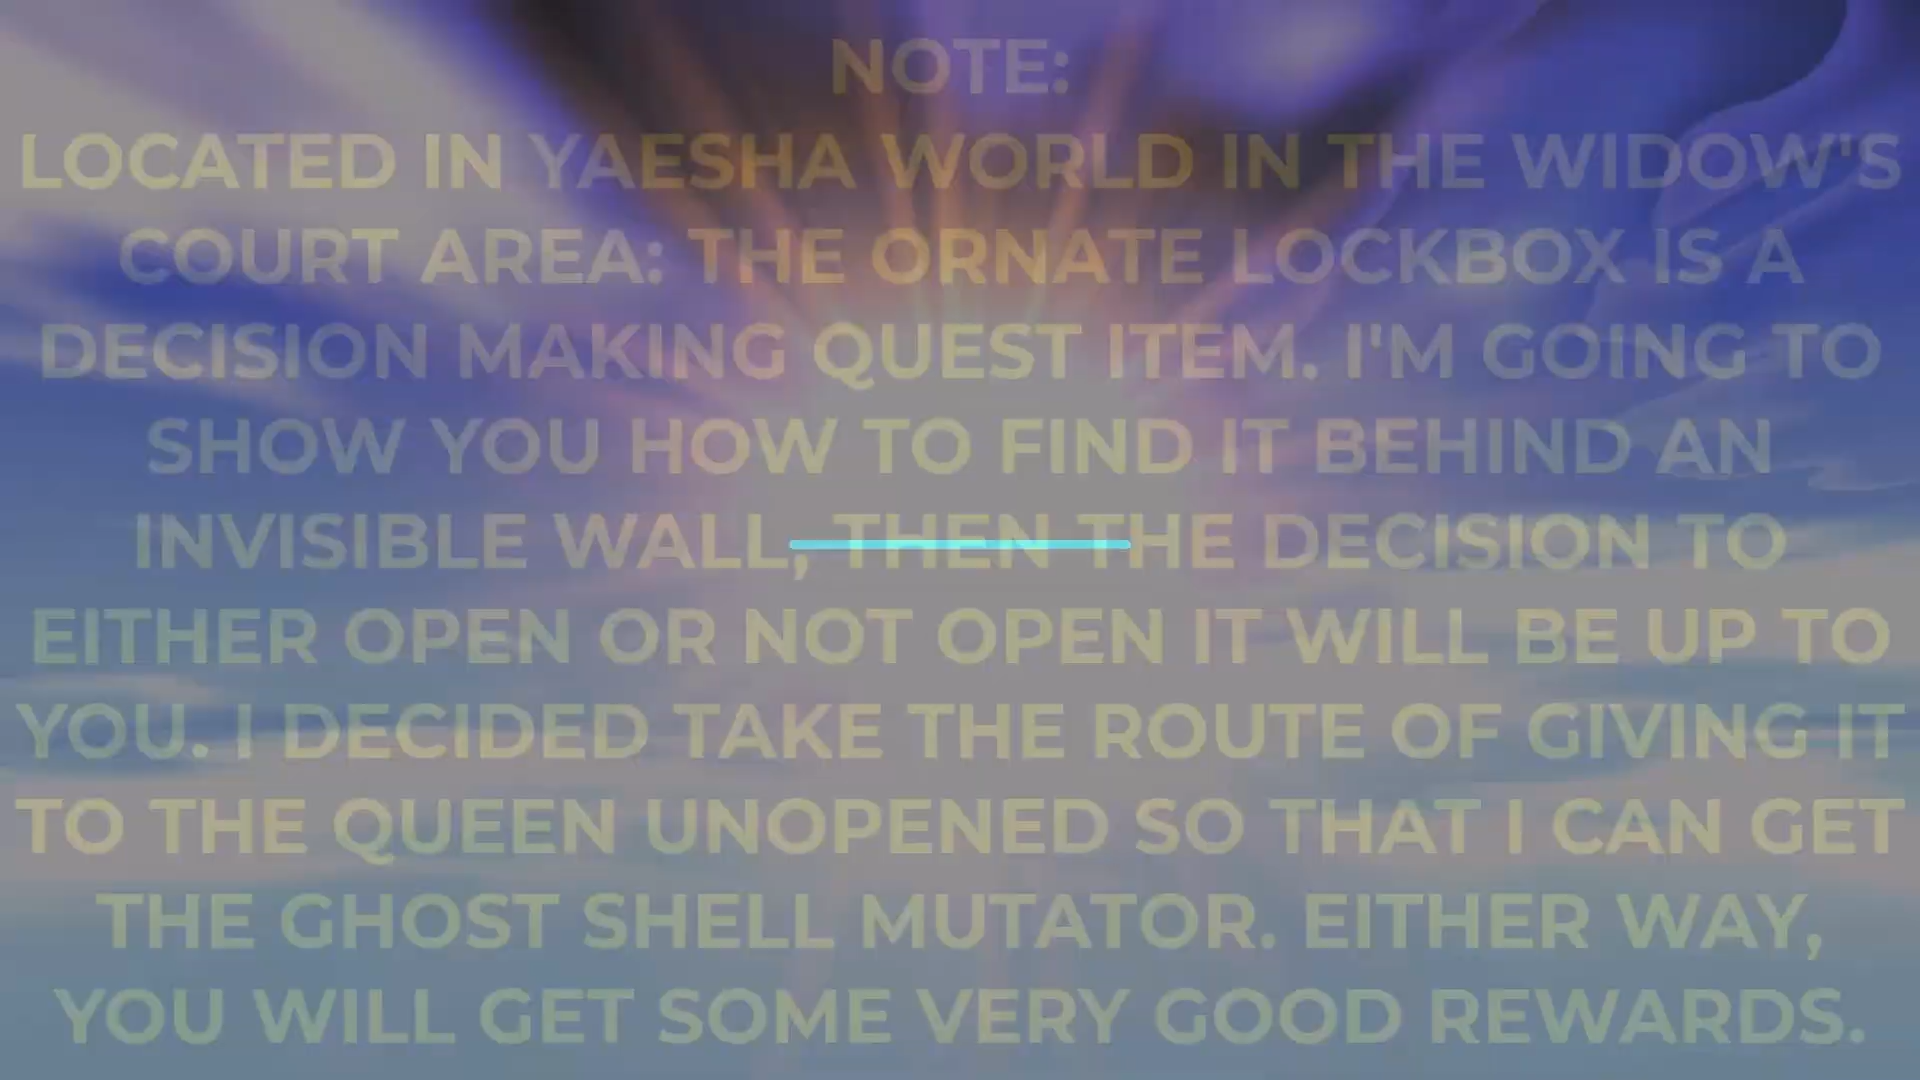 NOTE:
LOCATED IN YAESHA WORLD IN THE WIDOW'S
COURT AREA: THE ORNATE LOCKBOX IS A
DECISION MAKING QUEST ITEM. I'M GOING TO
SHOW YOU HOW TO FIND IT BEHIND AN
INVISIBLE WALL, THEN THE DECISION TO
EITHER OPEN OR NOT OPEN IT WILL BE UP TO
YOU. I DECIDED TAKE THE ROUTE OF GIVING IT
TO THE QUEEN UNOPENED SO THAT I CAN GET
THE GHOST SHELL MUTATOR. EITHER WAY,
YOU WILL GET SOME VERY GOOD REWARDS.